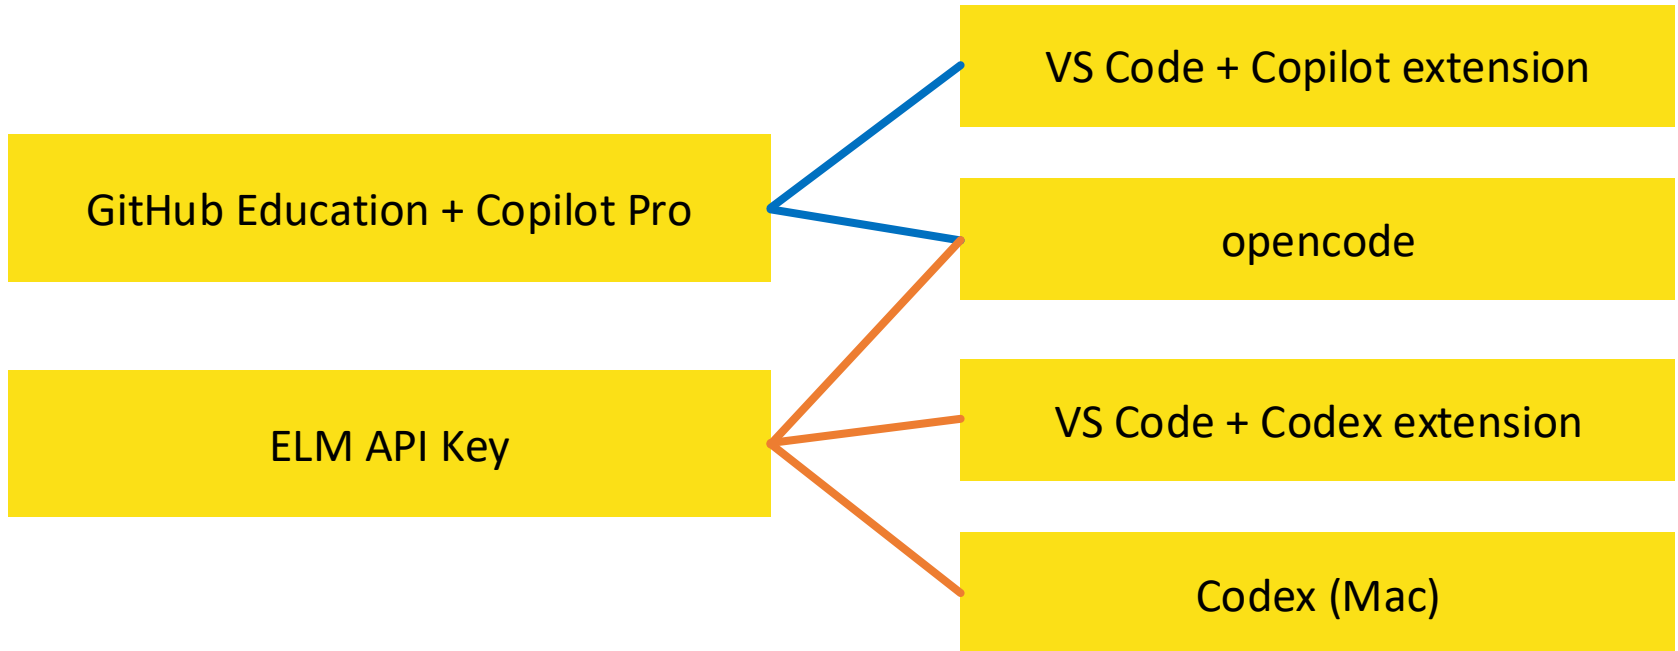 VS Code + Copilot extension
GitHub Education + Copilot Pro
opencode
VS Code + Codex extension
ELM API Key
Codex (Mac)